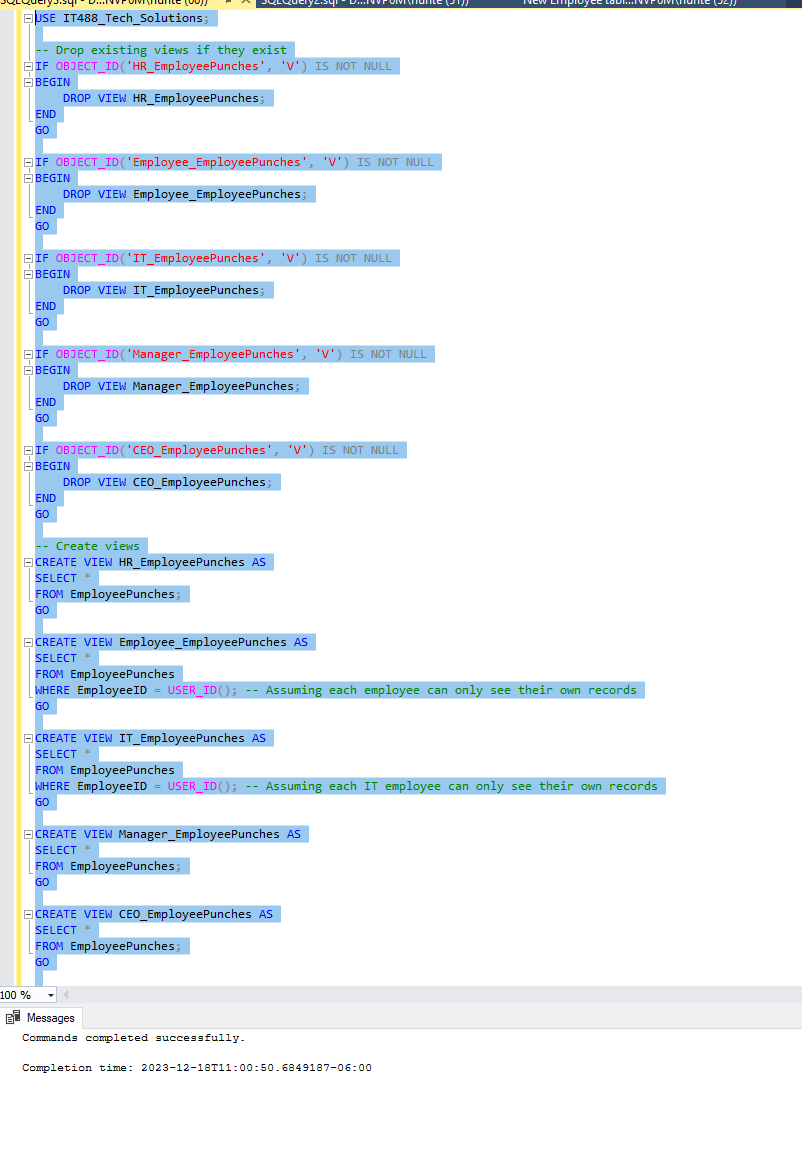 USE IT488_Tech_Solutions;
-- Drop existing views if they exist
IF OBJECT_ID('HR_EmployeePunches', 'V') IS NOT NULL
BEGIN
    DROP VIEW HR_EmployeePunches;
END
GO
IF OBJECT_ID('Employee_EmployeePunches', 'V') IS NOT NULL
BEGIN
    DROP VIEW Employee_EmployeePunches;
END
GO
IF OBJECT_ID('IT_EmployeePunches', 'V') IS NOT NULL
BEGIN
    DROP VIEW IT_EmployeePunches;
END
GO
IF OBJECT_ID('Manager_EmployeePunches', 'V') IS NOT NULL
BEGIN
    DROP VIEW Manager_EmployeePunches;
END
GO
IF OBJECT_ID('CEO_EmployeePunches', 'V') IS NOT NULL
BEGIN
    DROP VIEW CEO_EmployeePunches;
END
GO
-- Create views
CREATE VIEW HR_EmployeePunches AS
SELECT *
FROM EmployeePunches;
GO
CREATE VIEW Employee_EmployeePunches AS
SELECT *
FROM EmployeePunches
WHERE EmployeeID = USER_ID(); -- Assuming each employee can only see their own records
GO
CREATE VIEW IT_EmployeePunches AS
SELECT *
FROM EmployeePunches
WHERE EmployeeID = USER_ID(); -- Assuming each IT employee can only see their own records
GO
CREATE VIEW Manager_EmployeePunches AS
SELECT *
FROM EmployeePunches;
GO
CREATE VIEW CEO_EmployeePunches AS
SELECT *
FROM EmployeePunches;
GO
100 %
Messages
Commands completed successfully.
Completion time: 2023-12-18T11:00:50.6849187-06:00